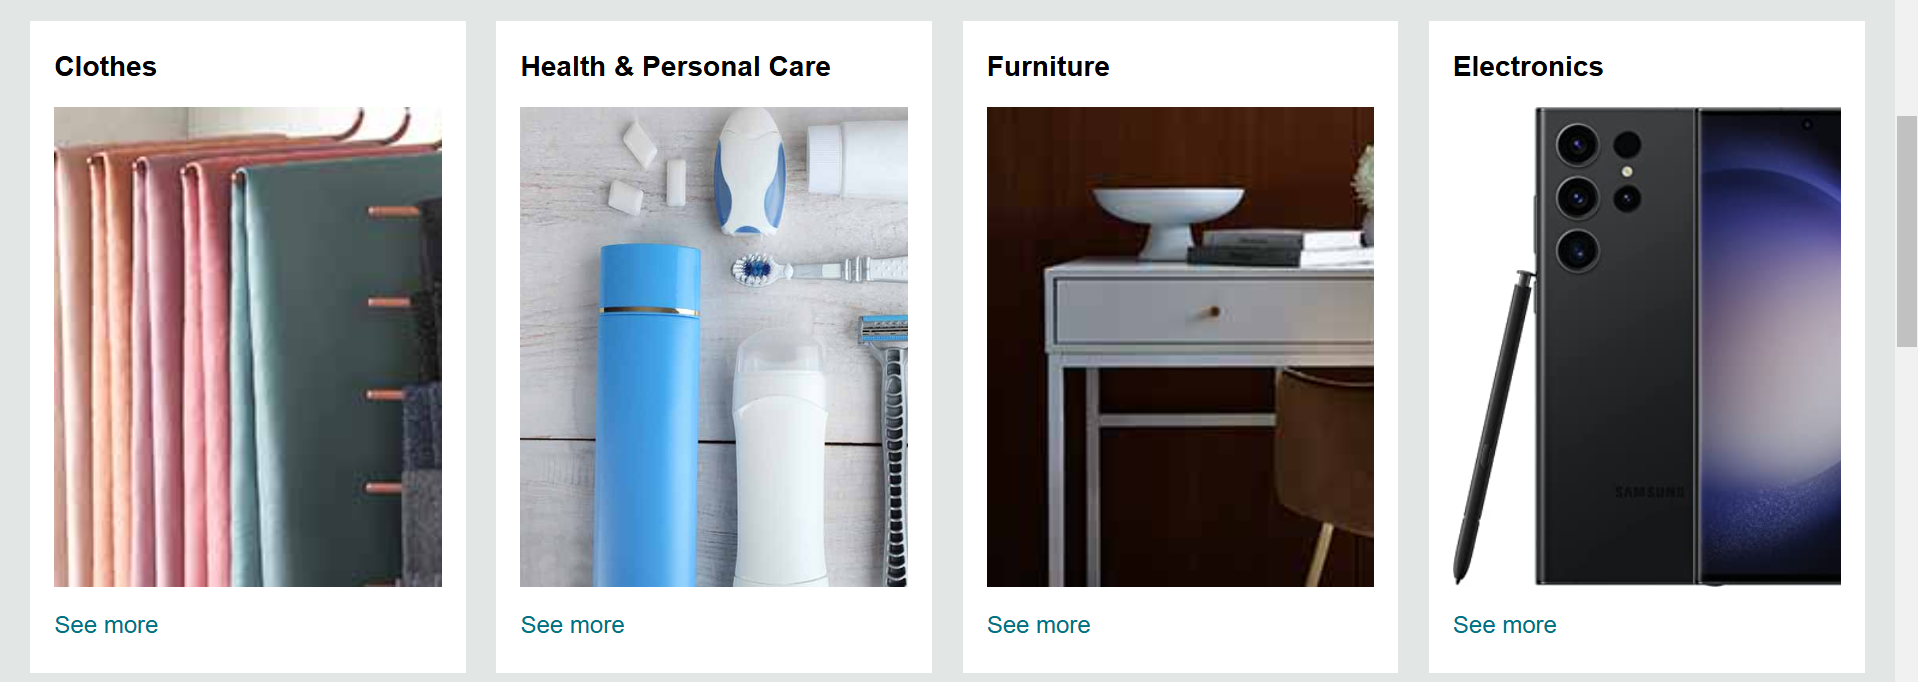 Clothes
Health & Personal Care
Furniture
Electronics
SAMSUNG
See more
See more
See more
See more